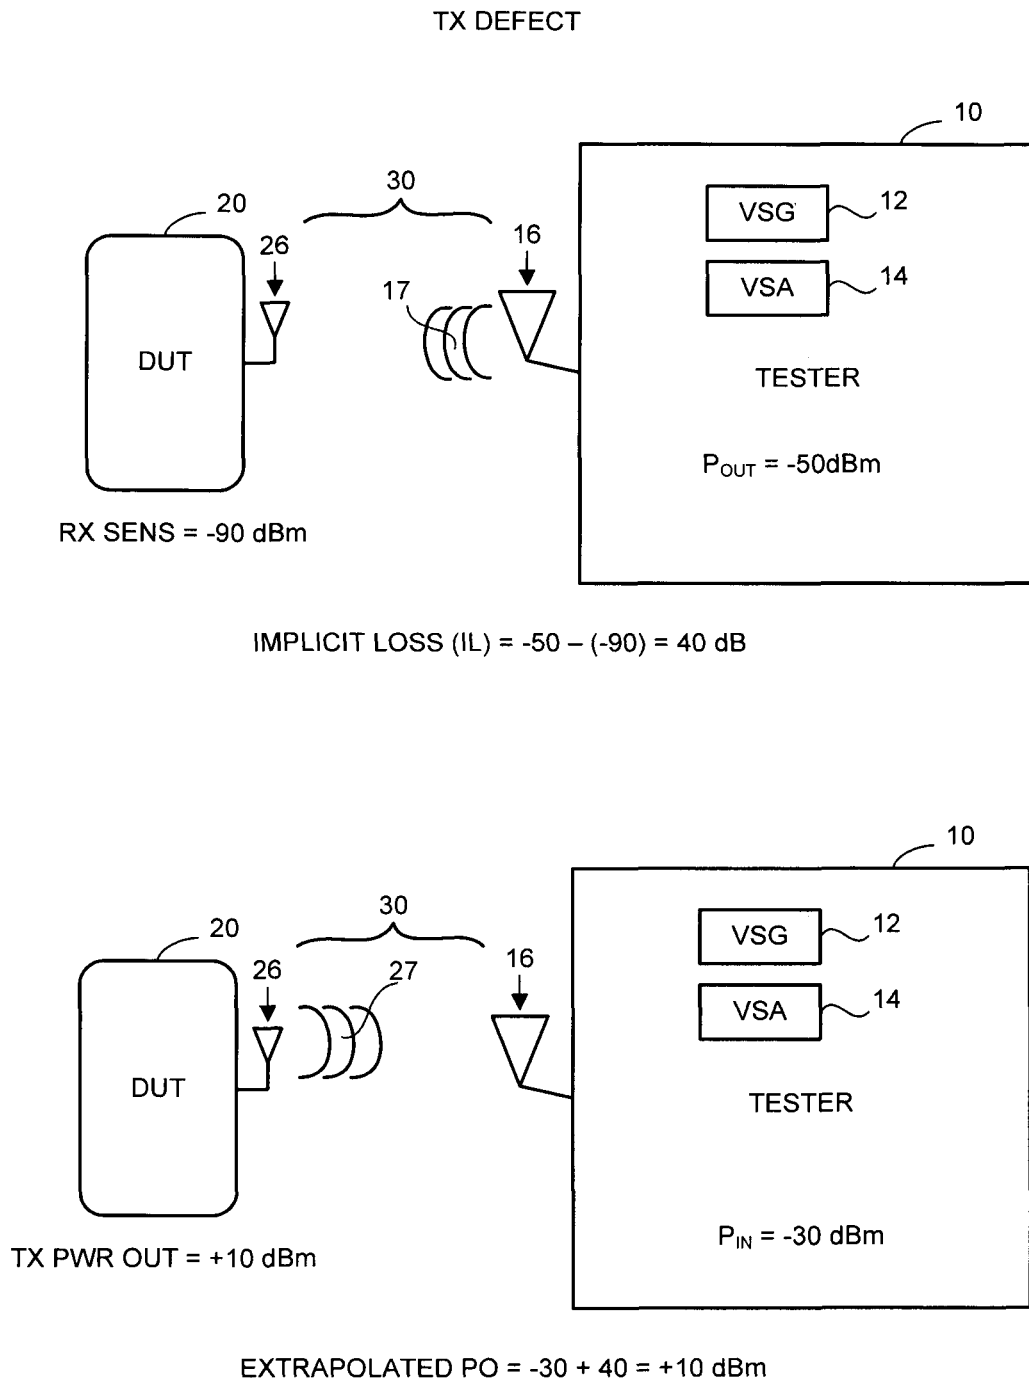 TX DEFECT
10
30
20
VSG
12
16
26
VSA
14
17
DUT
TESTER
P_OUT = -50dBm
RX SENS = -90 dBm
IMPLICIT LOSS (IL) = -50 – (-90) = 40 dB
10
30
20
VSG
12
16
26
27
VSA
14
DUT
TESTER
P_IN = -30 dBm
TX PWR OUT = +10 dBm
EXTRAPOLATED PO = -30 + 40 = +10 dBm